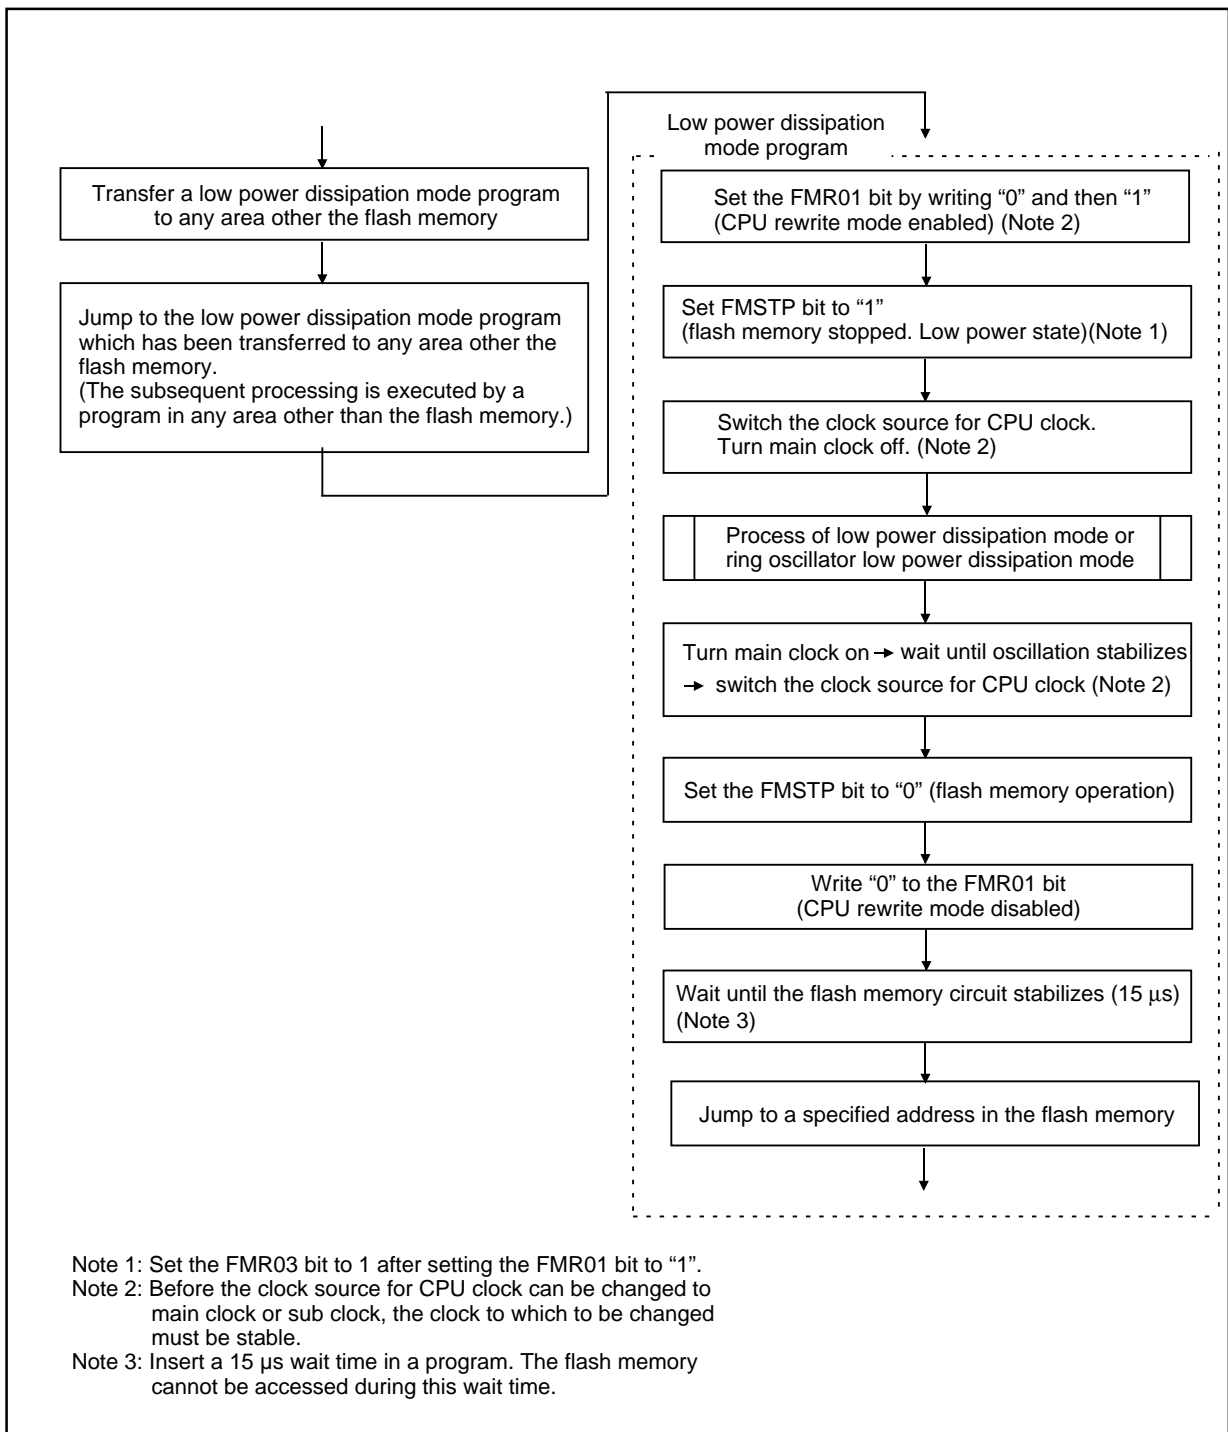 Transfer a low power dissipation mode program
to any area other the flash memory
Jump to the low power dissipation mode program
which has been transferred to any area other the
flash memory.
(The subsequent processing is executed by a
program in any area other than the flash memory.)
Low power dissipation
mode program
Set the FMR01 bit by writing “0” and then “1”
(CPU rewrite mode enabled) (Note 2)
Set FMSTP bit to “1”
(flash memory stopped. Low power state)(Note 1)
Switch the clock source for CPU clock.
Turn main clock off. (Note 2)
Process of low power dissipation mode or
ring oscillator low power dissipation mode
Turn main clock on → wait until oscillation stabilizes
→ switch the clock source for CPU clock (Note 2)
Set the FMSTP bit to “0” (flash memory operation)
Write “0” to the FMR01 bit
(CPU rewrite mode disabled)
Wait until the flash memory circuit stabilizes (15 μs)
(Note 3)
Jump to a specified address in the flash memory
Note 1: Set the FMR03 bit to 1 after setting the FMR01 bit to “1”.
Note 2: Before the clock source for CPU clock can be changed to
main clock or sub clock, the clock to which to be changed
must be stable.
Note 3: Insert a 15 µs wait time in a program. The flash memory
cannot be accessed during this wait time.